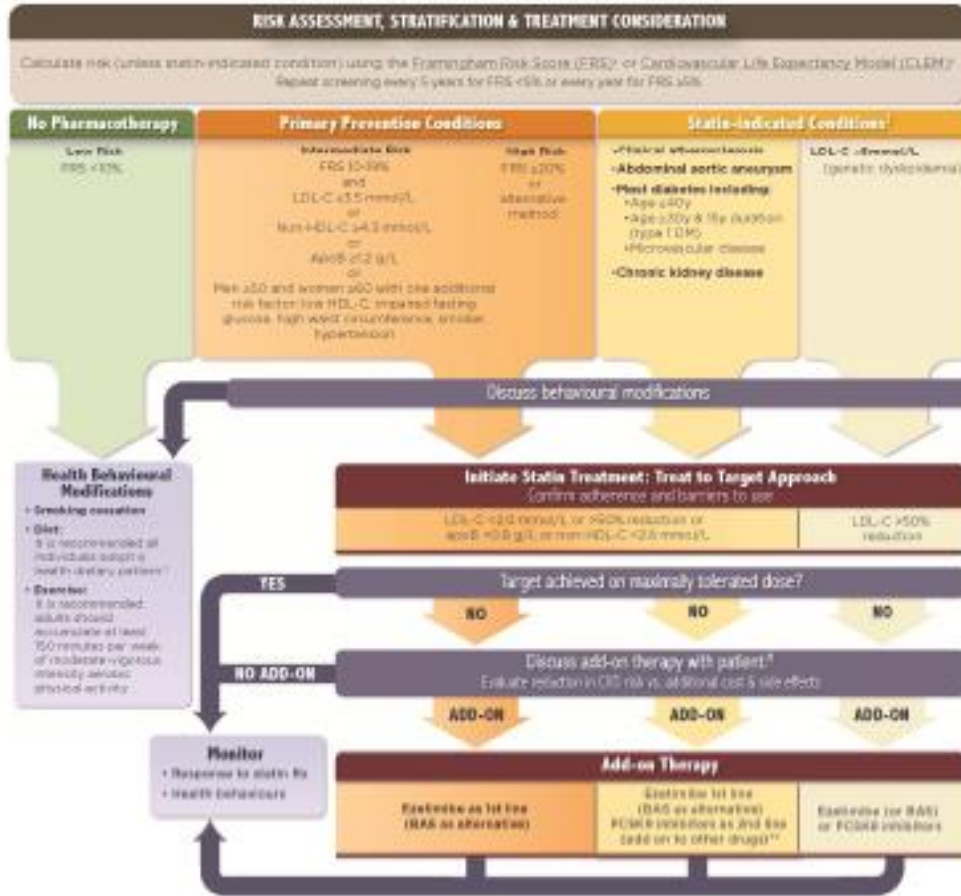 RISK ASSESSMENT, STRATIFICATION & TREATMENT CONSIDERATION
Calculate risk (unless statin-indicated condition) using the Framingham Risk Score (FRS) or Cardiovascular Life Expectancy Model (CLEM)
Repeat screening every 5 years for FRS <5% or every year for FRS ≥5%
No Pharmacotherapy
Low Risk
FRS <10%
Primary Prevention Conditions
Intermediate Risk
FRS 10-19%
and
LDL-C ≥3.5 mmol/L
or
Non-HDL-C ≥4.3 mmol/L
or
ApoB ≥1.2 g/L
or
Men ≥50 and women ≥60 with one additional
risk factor: low HDL-C, impaired fasting
glucose, high waist circumference, smoker,
hypertension
High Risk
FRS ≥20%
or
alternative
method
Statin-indicated Conditions
•Clinical atherosclerosis
•Abdominal aortic aneurysm
•Most diabetes including:
•Age ≥40y
•Age ≥30y & 15y duration
(type 1 DM)
•Microvascular disease
•Chronic kidney disease
LDL-C ≥5mmol/L
(genetic dyslipidemia)
Discuss behavioural modifications
Health Behavioural
Modifications
• Smoking cessation
• Diet:
It is recommended all
individuals adopt a
health dietary pattern
• Exercise:
It is recommended
adults should
accumulate at least
150 minutes per week
of moderate-vigorous
intensity aerobic
physical activity
Initiate Statin Treatment: Treat to Target Approach
Confirm adherence and barriers to use
LDL-C <2.0 mmol/L or >50% reduction or
apoB <0.8 g/L or non-HDL-C <2.6 mmol/L
LDL-C >50%
reduction
YES
Target achieved on maximally tolerated dose?
NO
NO
NO
NO ADD-ON
Discuss add-on therapy with patient:
Evaluate reduction in CVD risk vs. additional cost & side effects
ADD-ON
ADD-ON
ADD-ON
Monitor
• Response to statin Rx
• Health behaviours
Add-on Therapy
Ezetimibe as 1st line
(BAS as alternative)
Ezetimibe 1st line
(BAS as alternative)
PCSK9 inhibitors as 2nd line
(add on to other drugs)
Ezetimibe (or BAS)
or PCSK9 inhibitors